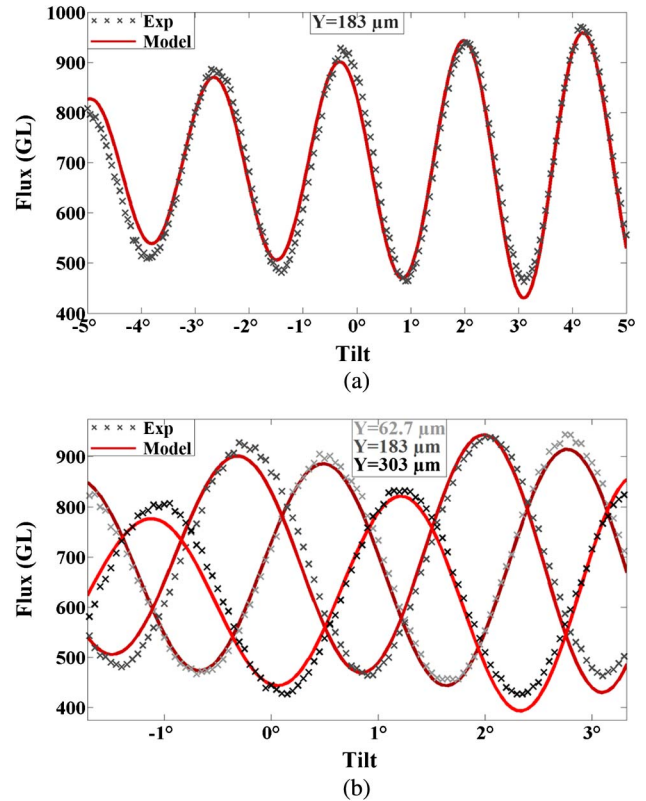 1000
Exp
Model
Y=183 µm
900
800
700
600
500
400
Flux (GL)
-5 -4° -3° -2° -1° 0° 1° 2° 3° 4° 5°
Tilt
(a)
Exp
Model
Y=62.7 µm
Y=183 µm
Y=303 µm
900
800
700
600
500
400
Flux (GL)
-1° 0° 1° 2° 3°
Tilt
(b)